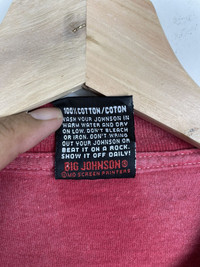 100% COTTON/COTON
WASH YOUR JOHNSON IN
WARM WATER AND DRY
ON LOW. DON'T BLEACH
OR IRON. DON'T WRING
OUT YOUR JOHNSON OR
BEAT IT ON A ROCK.
SHOW IT OFF DAILY!
BIG JOHNSON®
©MG SCREEN PRINTERS